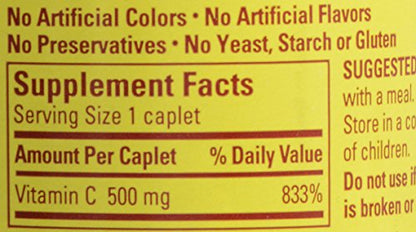 No Artificial Colors • No Artificial Flavors
No Preservatives • No Yeast, Starch or Gluten
Supplement Facts
Serving Size 1 caplet
Amount Per Caplet % Daily Value
Vitamin C 500 mg 833%
SUGGESTED
with a meal.
Store in a co
of children.
Do not use if
is broken or